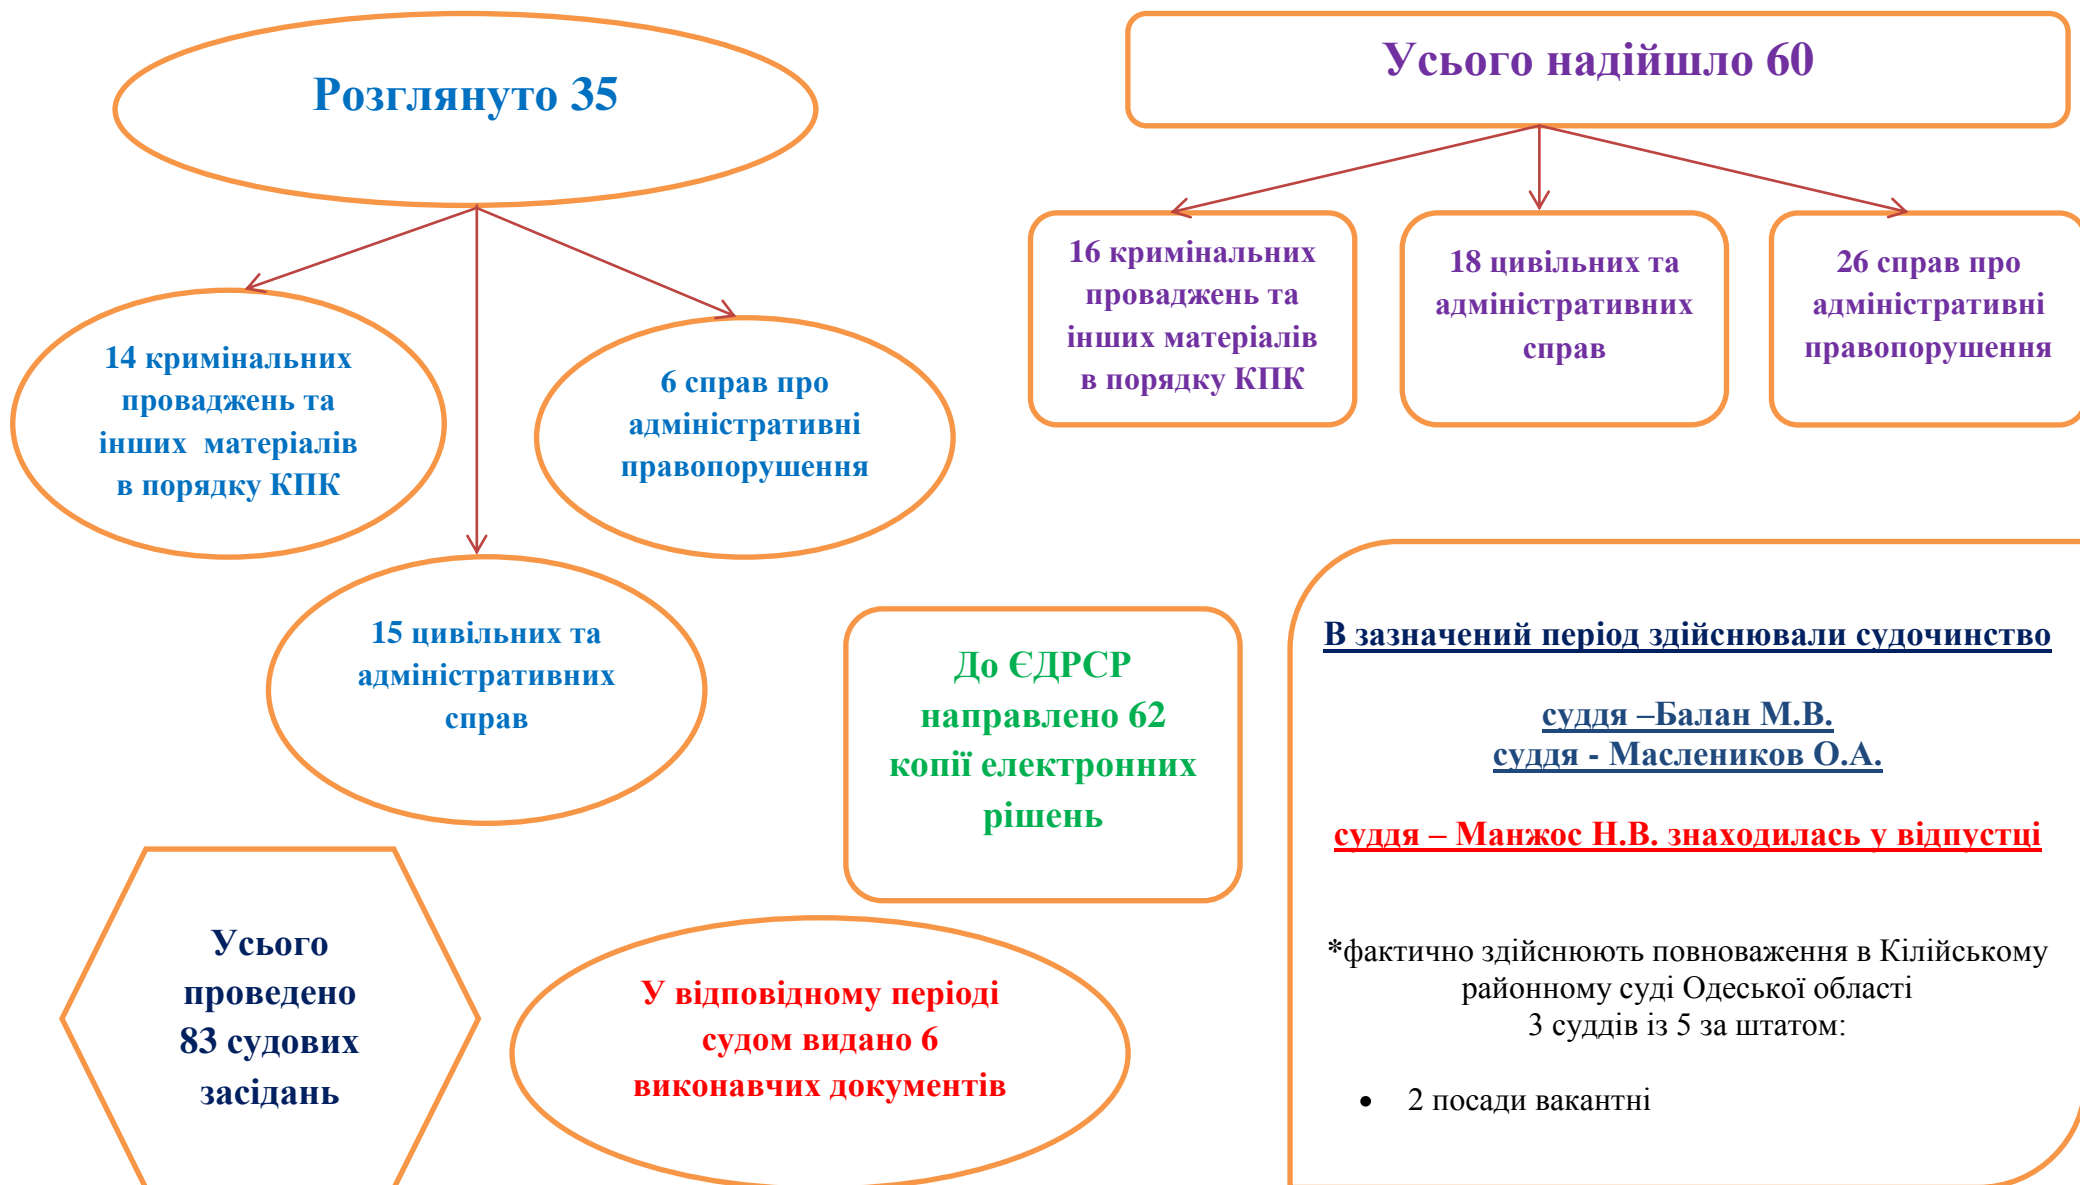 Розглянуто 35
14 кримінальних
проваджень та
інших матеріалів
в порядку КПК
6 справ про
адміністративні
правопорушення
15 цивільних та
адміністративних
справ
Усього надійшло 60
16 кримінальних
проваджень та
інших матеріалів
в порядку КПК
18 цивільних та
адміністративних
справ
26 справ про
адміністративні
правопорушення
До ЄДРСР
направлено 62
копії електронних
рішень
Усього
проведено
83 судових
засідань
У відповідному періоді
судом видано 6
виконавчих документів
В зазначений період здійснювали судочинство
суддя –Балан М.В.
суддя - Маслеников О.А.
суддя – Манжос Н.В. знаходилась у відпустці
*фактично здійснюють повноваження в Кілійському
районному суді Одеської області
3 суддів із 5 за штатом:
• 2 посади вакантні